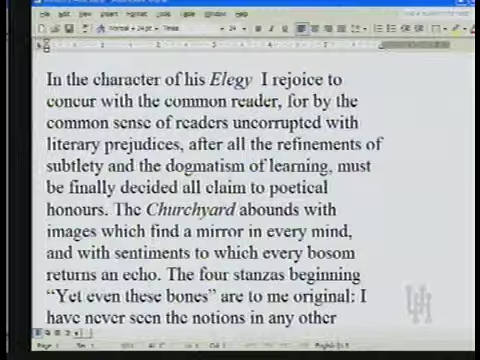 In the character of his Elegy I rejoice to
concur with the common reader, for by the
common sense of readers uncorrupted with
literary prejudices, after all the refinements of
subtlety and the dogmatism of learning, must
be finally decided all claim to poetical
honours. The Churchyard abounds with
images which find a mirror in every mind,
and with sentiments to which every bosom
returns an echo. The four stanzas beginning
“Yet even these bones” are to me original: I
have never seen the notions in any other